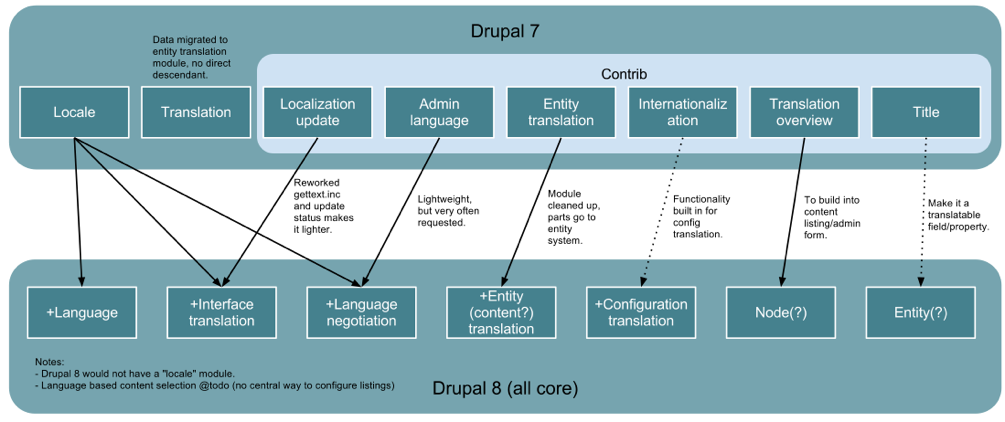 Drupal 7
Data migrated to
entity translation
module, no direct
descendant.
Contrib
Locale
Translation
Localization
update
Admin
language
Entity
translation
Internationaliz
ation
Translation
overview
Title
Reworked
gettext.inc
and update
status makes
it lighter.
Lightweight,
but very often
requested.
Module
cleaned up,
parts go to
entity
system.
Functionality
built in for
config
translation.
To build into
content
listing/admin
form.
Make it a
translatable
field/property.
+Language
+Interface
translation
+Language
negotiation
+Entity
(content?)
translation
+Configuration
translation
Node(?)
Entity(?)
Notes:
- Drupal 8 would not have a "locale" module.
- Language based content selection @todo (no central way to configure listings)
Drupal 8 (all core)